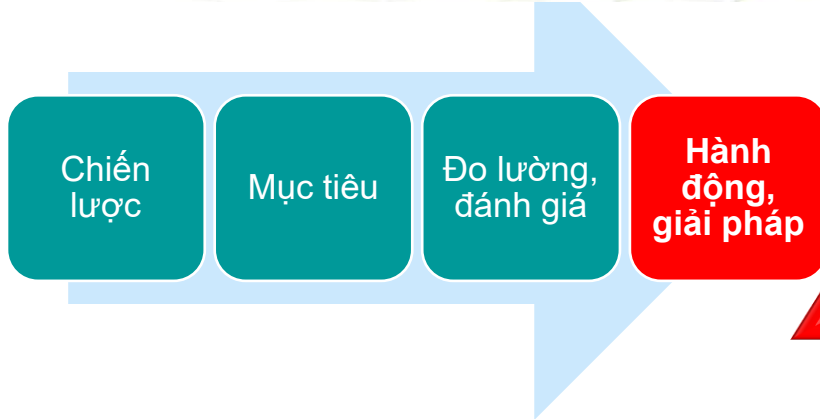 Chiến
lược
Mục tiêu
Đo lường,
đánh giá
Hành
động,
giải pháp